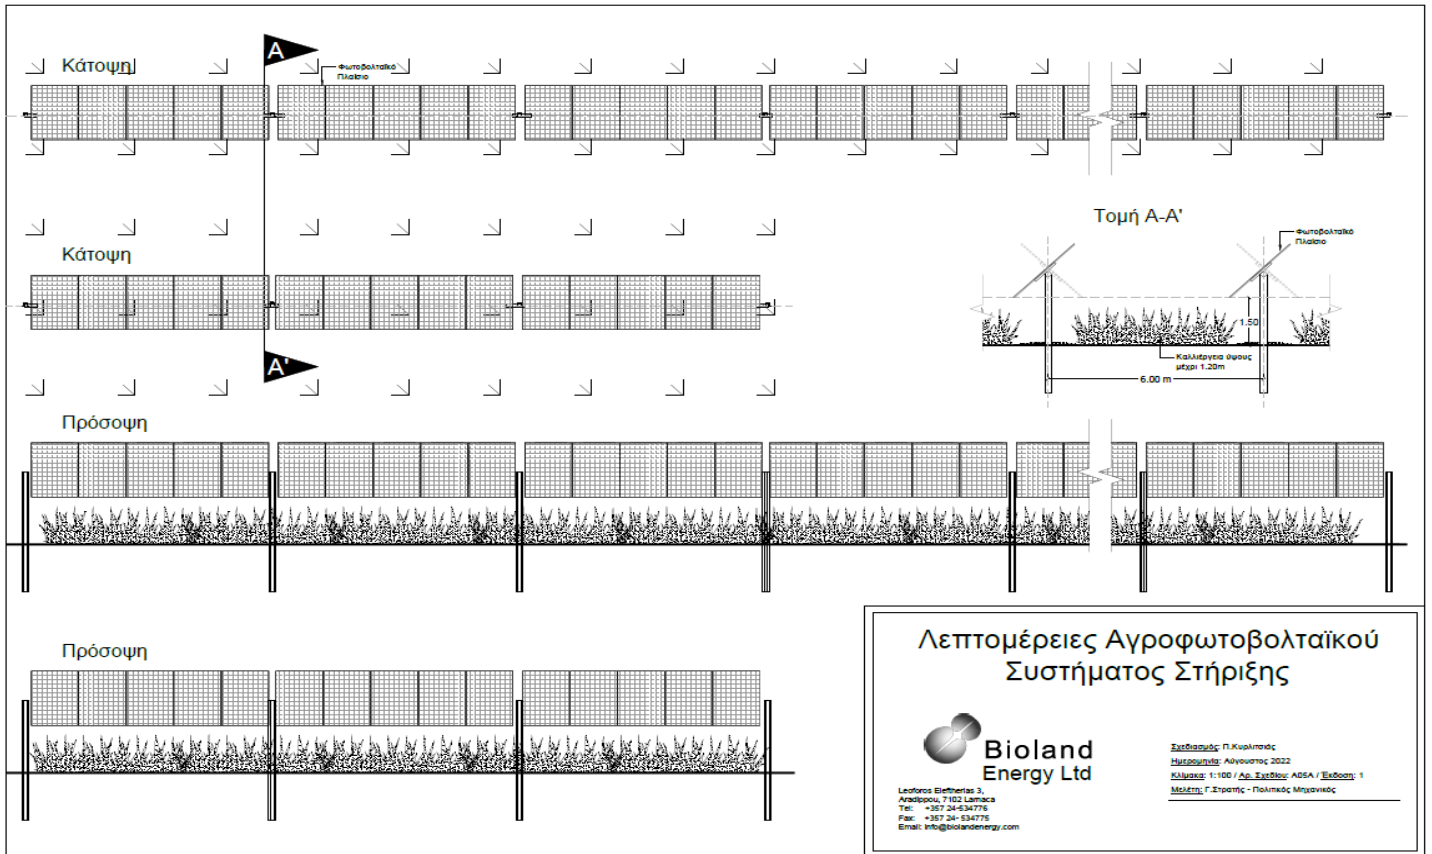 Κάτοψη
A
Φωτοβολταϊκό
Πλαίσιο
Τομή Α-Α'
Φωτοβολταϊκό
Πλαίσιο
Κάτοψη
1.50
Καλλιέργεια ύψους
μέχρι 1.20m
6.00 m
A'
Πρόσοψη
Πρόσοψη
Λεπτομέρειες Αγροφωτοβολταϊκού
Συστήματος Στήριξης
Bioland
Energy Ltd
Leoforos Eleftherias 3,
Aradippou, 7102 Larnaca
Tel: +357 24-534776
Fax: +357 24- 534775
Email: info@biolandenergy.com
Σχεδιασμός: Π.Κυρλιτσιάς
Ημερομηνία: Αύγουστος 2022
Κλίμακα: 1:100 / Αρ. Σχεδίου: A05A / Έκδοση: 1
Μελέτη: Γ.Στρατής - Πολιτικός Μηχανικός